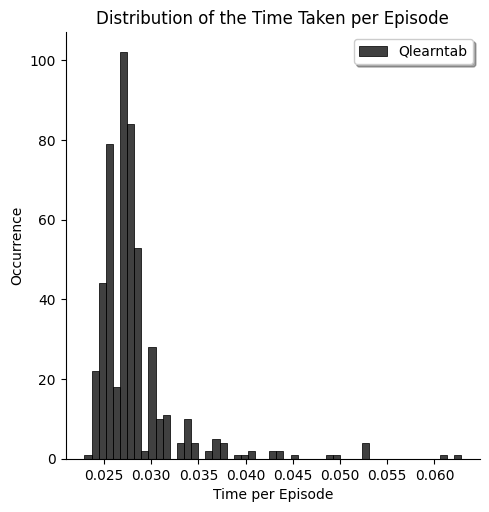 Distribution of the Time Taken per Episode
Qlearntab
100
80
60
40
20
0
Occurrence
0.025 0.030 0.035 0.040 0.045 0.050 0.055 0.060
Time per Episode